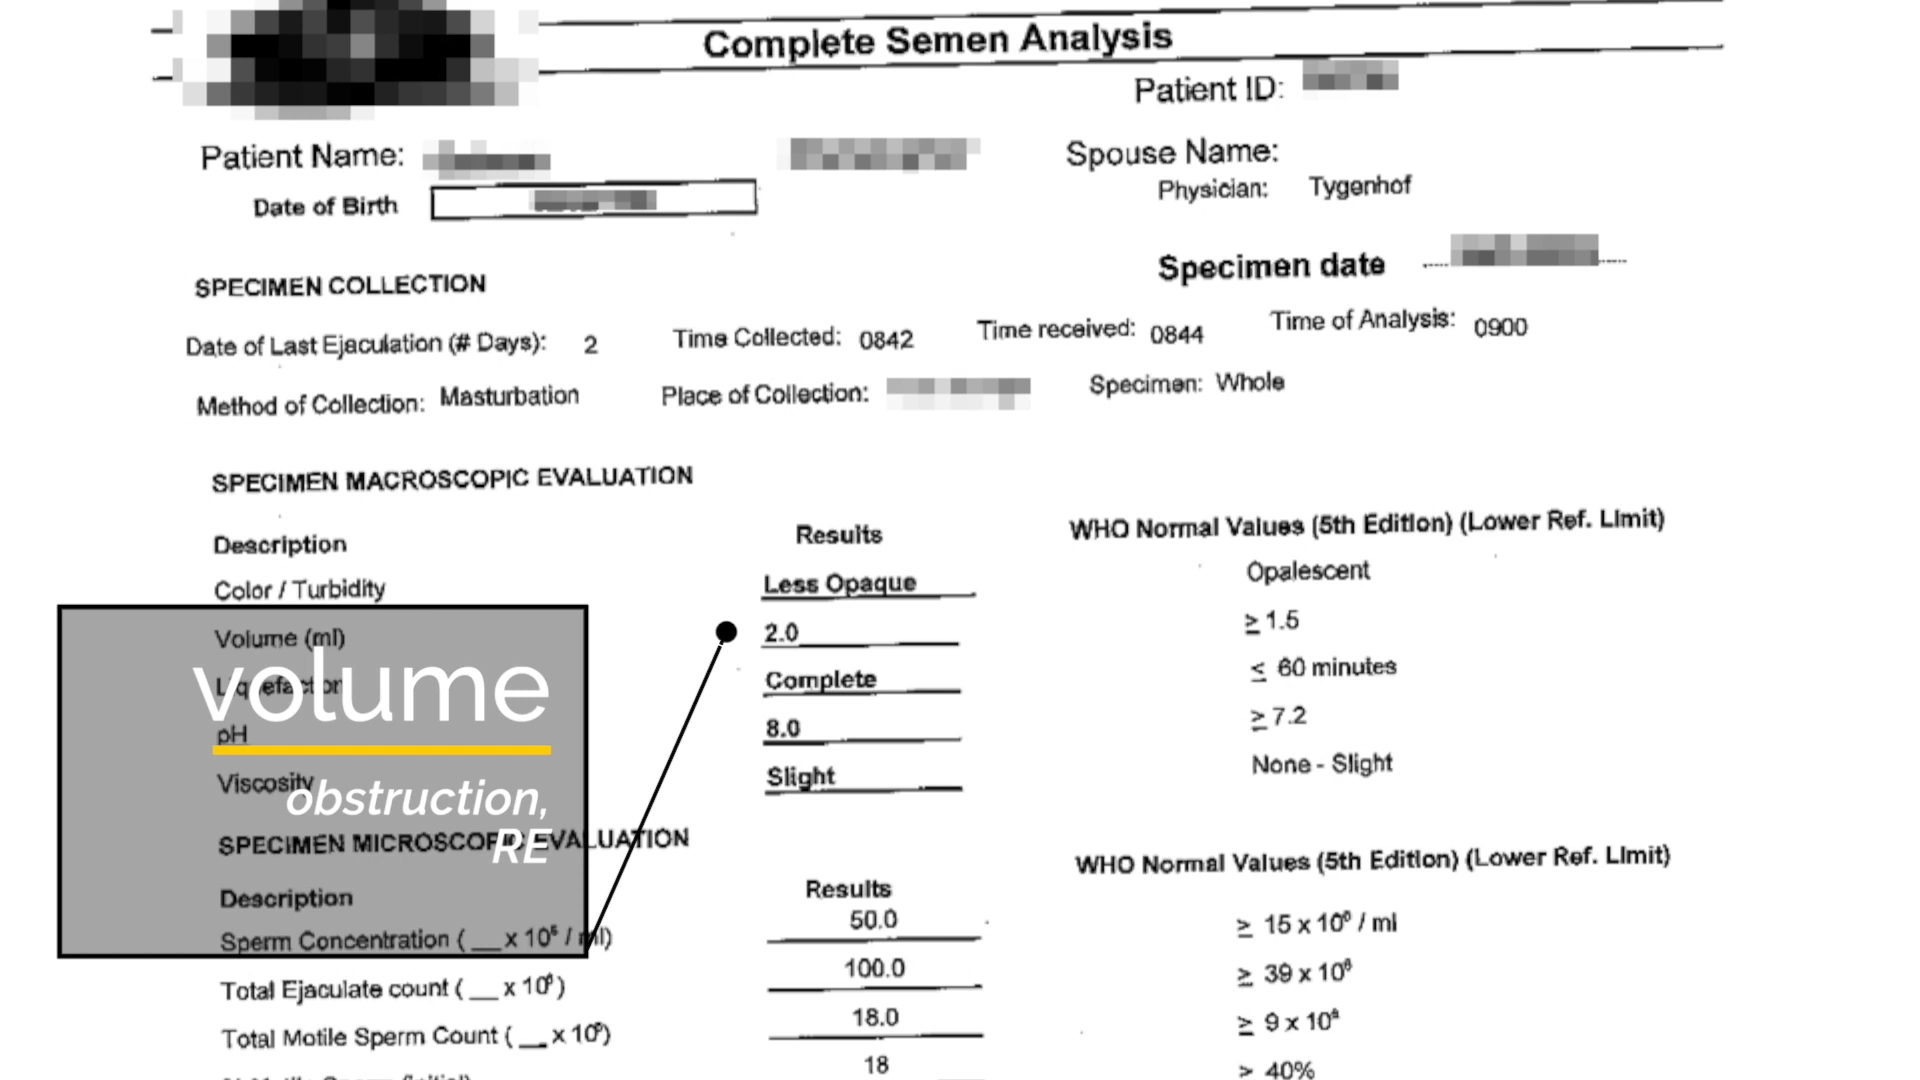 Complete Semen Analysis
Patient ID:
Patient Name:
Spouse Name:
Date of Birth
Physician: Tygenhof
Specimen date
SPECIMEN COLLECTION
Date of Last Ejaculation (# Days): 2 Time Collected: 0842 Time received: 0844 Time of Analysis: 0900
Method of Collection: Masturbation Place of Collection: Specimen: Whole
SPECIMEN MACROSCOPIC EVALUATION
Description Results WHO Normal Values (5th Edition) (Lower Ref. Limit)
Color / Turbidity Less Opaque Opalescent
Volume (ml) 2.0 ≥ 1.5
Liquefaction Complete ≤ 60 minutes
pH 8.0 ≥ 7.2
Viscosity Slight None - Slight
volume
obstruction,
RE
SPECIMEN MICROSCOPIC EVALUATION
Description Results WHO Normal Values (5th Edition) (Lower Ref. Limit)
Sperm Concentration ( __ x 10⁶ / ml) 50.0 ≥ 15 x 10⁶ / ml
Total Ejaculate count ( __ x 10⁶) 100.0 ≥ 39 x 10⁶
Total Motile Sperm Count ( __ x 10⁶) 18.0 ≥ 9 x 10⁶
18 > 40%